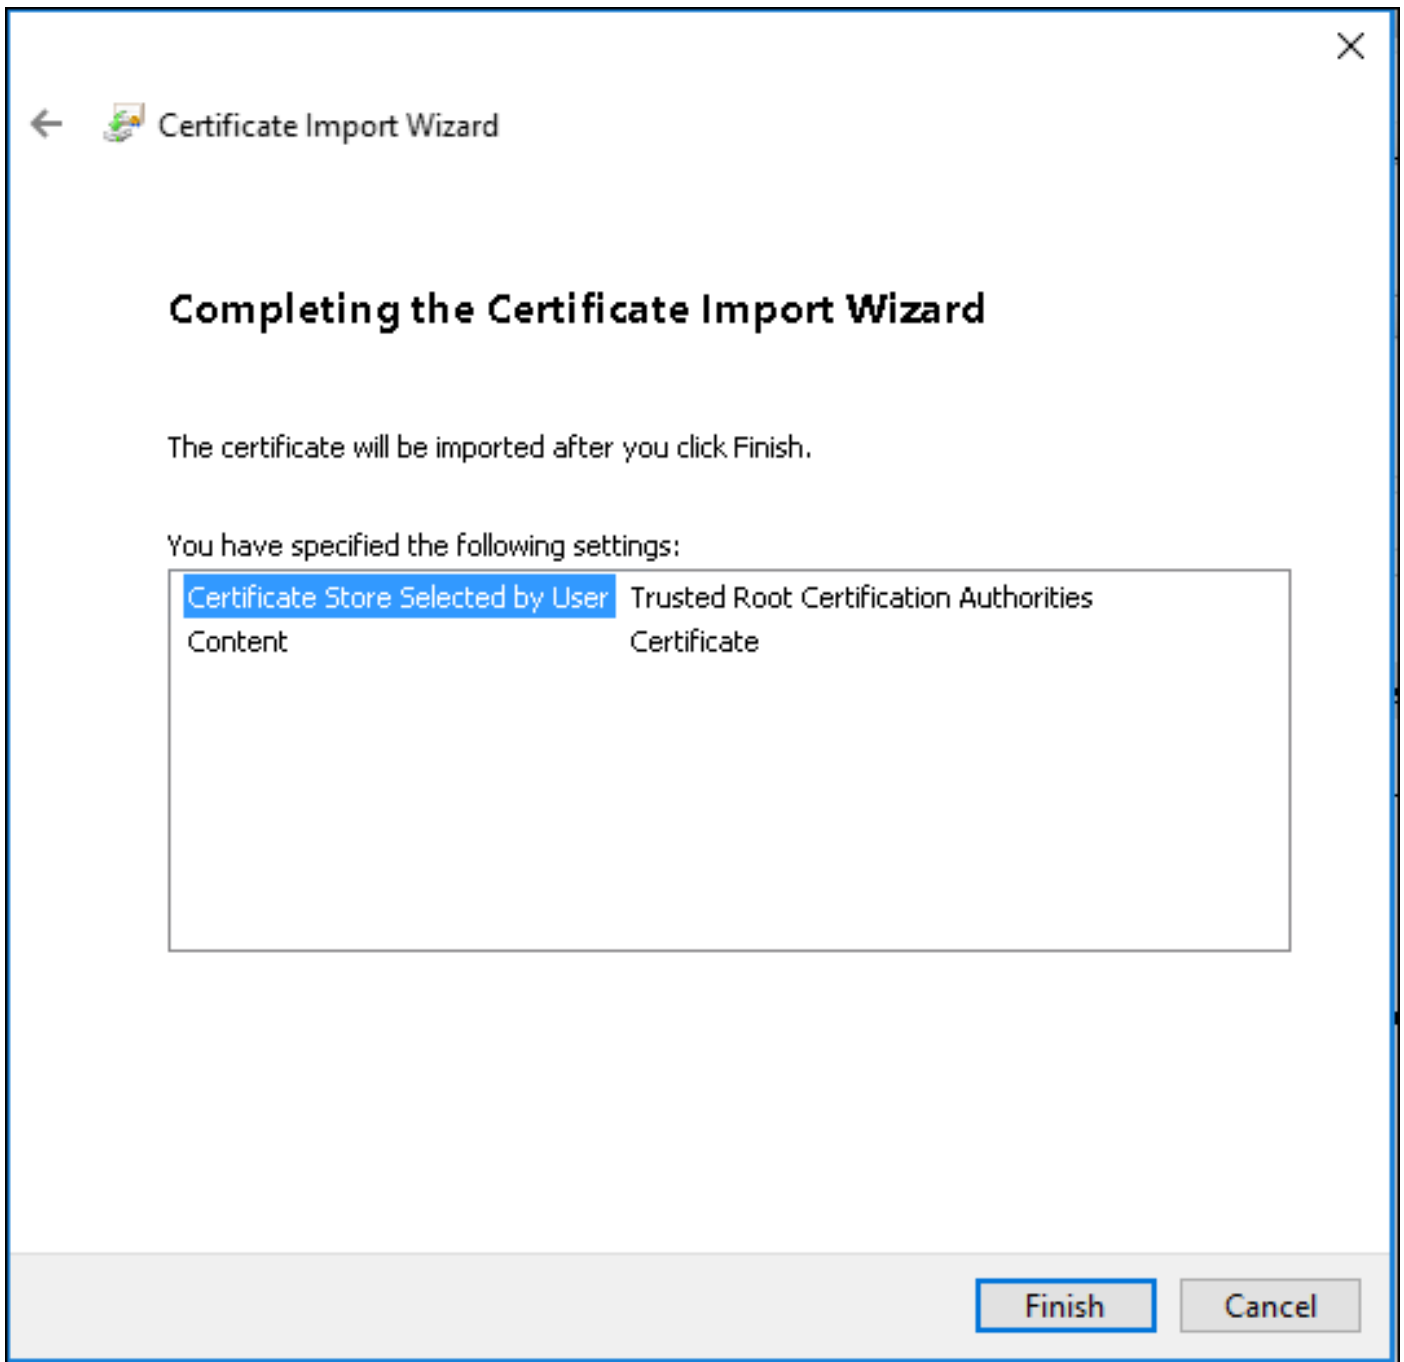 Certificate Import Wizard
Completing the Certificate Import Wizard
The certificate will be imported after you click Finish.
You have specified the following settings:
Certificate Store Selected by User Trusted Root Certification Authorities
Content Certificate
Finish Cancel